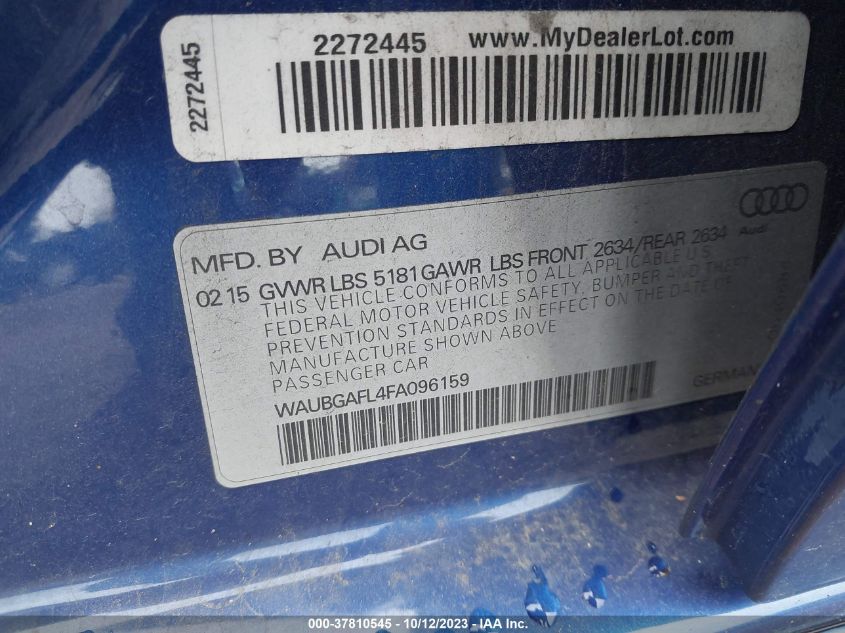 2272445
2272445 www.MyDealerLot.com
Audi
MFD. BY AUDI AG
02 15 GVWR LBS 5181 GAWR LBS FRONT 2634/REAR 2634
THIS VEHICLE CONFORMS TO ALL APPLICABLE U.S.
FEDERAL MOTOR VEHICLE SAFETY, BUMPER AND THEFT
PREVENTION STANDARDS IN EFFECT ON THE DATE OF
MANUFACTURE SHOWN ABOVE
PASSENGER CAR
WAUBGAFL4FA096159
GERMAN
000-37810545 - 10/12/2023 - © IAA Inc.